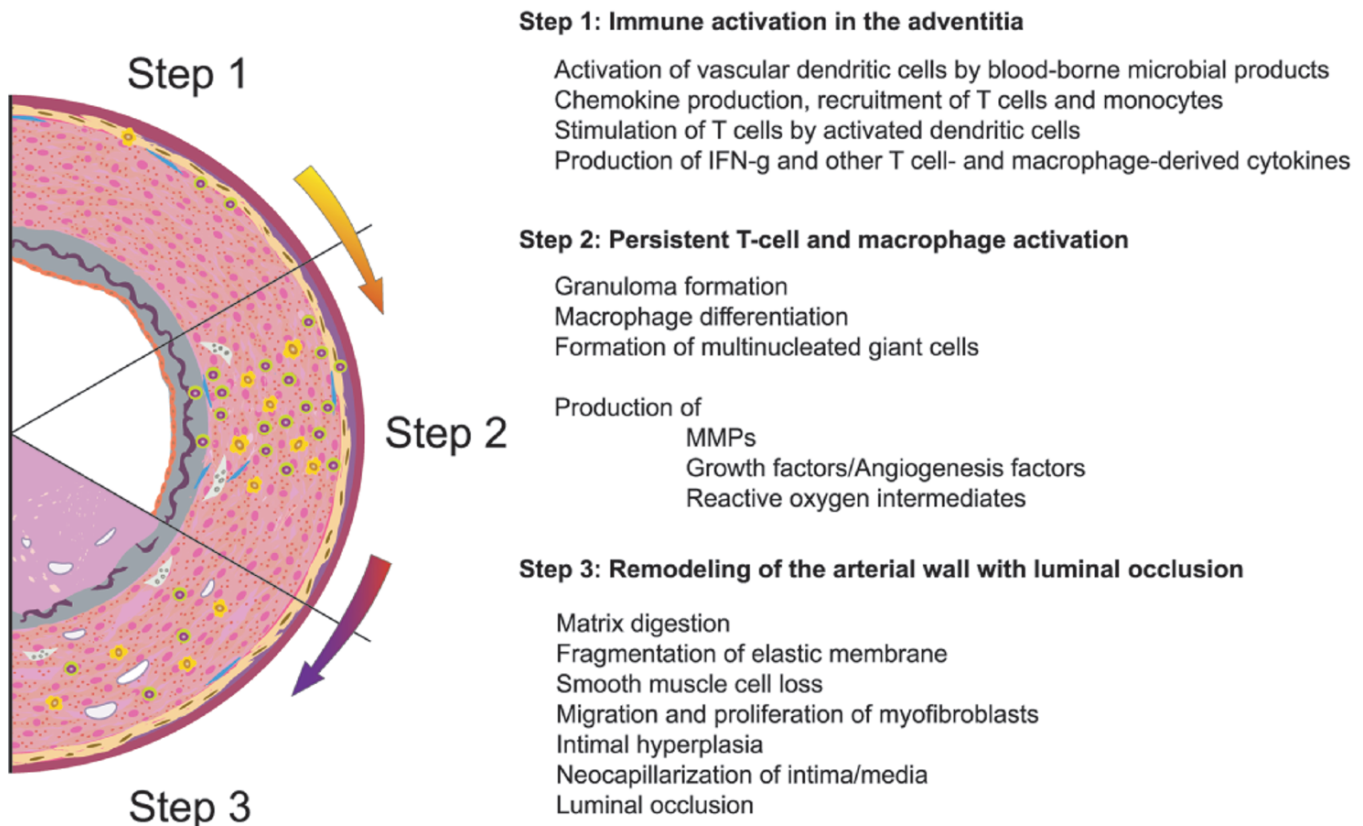 Step 1
Step 1: Immune activation in the adventitia
Activation of vascular dendritic cells by blood-borne microbial products
Chemokine production, recruitment of T cells and monocytes
Stimulation of T cells by activated dendritic cells
Production of IFN-g and other T cell- and macrophage-derived cytokines
Step 2
Step 2: Persistent T-cell and macrophage activation
Granuloma formation
Macrophage differentiation
Formation of multinucleated giant cells
Production of
MMPs
Growth factors/Angiogenesis factors
Reactive oxygen intermediates
Step 3: Remodeling of the arterial wall with luminal occlusion
Matrix digestion
Fragmentation of elastic membrane
Smooth muscle cell loss
Migration and proliferation of myofibroblasts
Intimal hyperplasia
Neocapillarization of intima/media
Luminal occlusion
Step 3